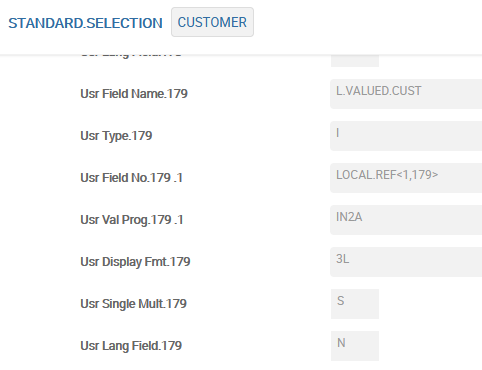 STANDARD.SELECTION CUSTOMER
Usr Field Name.179 L.VALUED.CUST
Usr Type.179 I
Usr Field No.179 .1 LOCAL.REF<1,179>
Usr Val Prog.179 .1 IN2A
Usr Display Fmt.179 3L
Usr Single Mult.179 S
Usr Lang Field.179 N